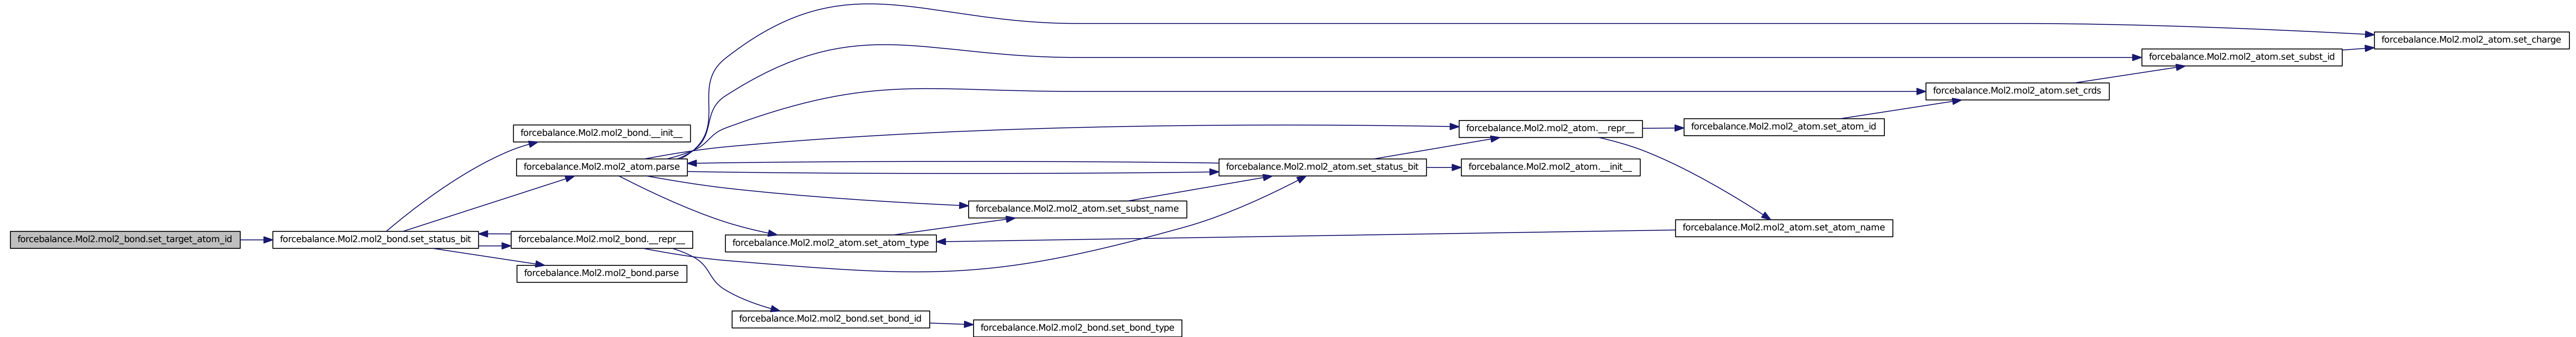 forcebalance.Mol2.mol2_atom.set_charge
forcebalance.Mol2.mol2_atom.set_subst_id
forcebalance.Mol2.mol2_atom.set_crds
forcebalance.Mol2.mol2_bond.__init__
forcebalance.Mol2.mol2_atom.__repr__
forcebalance.Mol2.mol2_atom.set_atom_id
forcebalance.Mol2.mol2_atom.parse
forcebalance.Mol2.mol2_atom.set_status_bit
forcebalance.Mol2.mol2_atom.__init__
forcebalance.Mol2.mol2_atom.set_subst_name
forcebalance.Mol2.mol2_atom.set_atom_name
forcebalance.Mol2.mol2_bond.set_target_atom_id
forcebalance.Mol2.mol2_bond.set_status_bit
forcebalance.Mol2.mol2_bond.__repr__
forcebalance.Mol2.mol2_atom.set_atom_type
forcebalance.Mol2.mol2_bond.parse
forcebalance.Mol2.mol2_bond.set_bond_id
forcebalance.Mol2.mol2_bond.set_bond_type